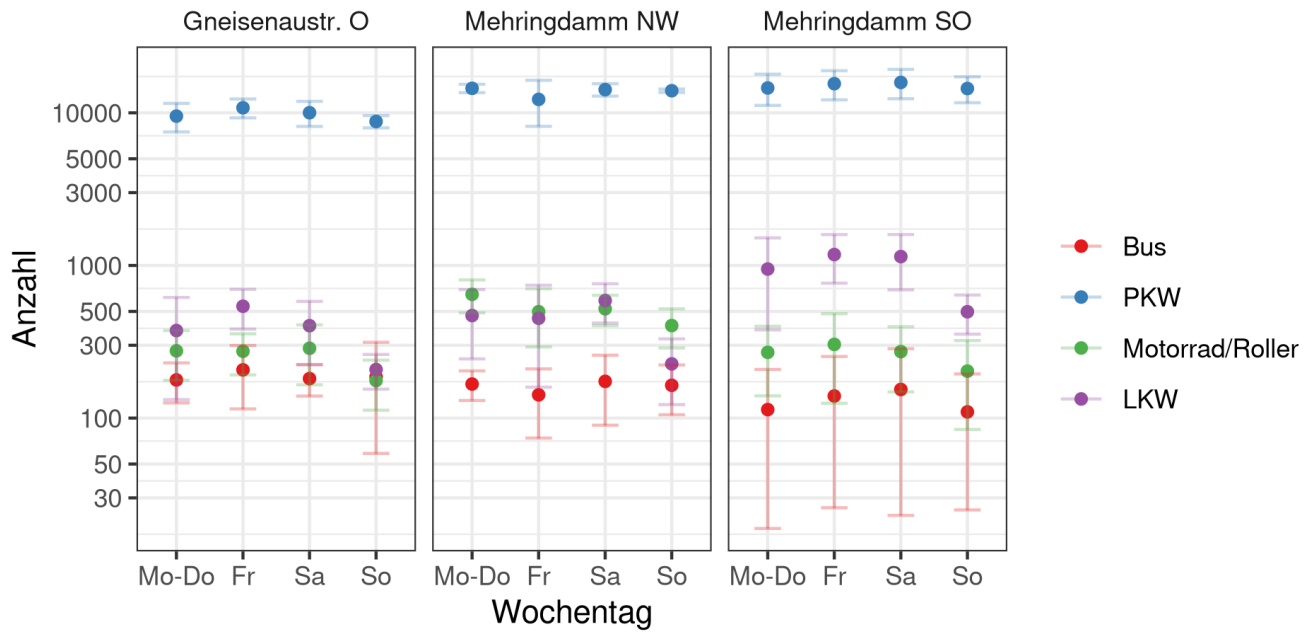 Gneisenaustr. O
Mehringdamm NW
Mehringdamm SO
10000
5000
3000
1000
500
300
100
50
30
Anzahl
Mo-Do Fr Sa So
Mo-Do Fr Sa So
Mo-Do Fr Sa So
Wochentag
Bus
PKW
Motorrad/Roller
LKW